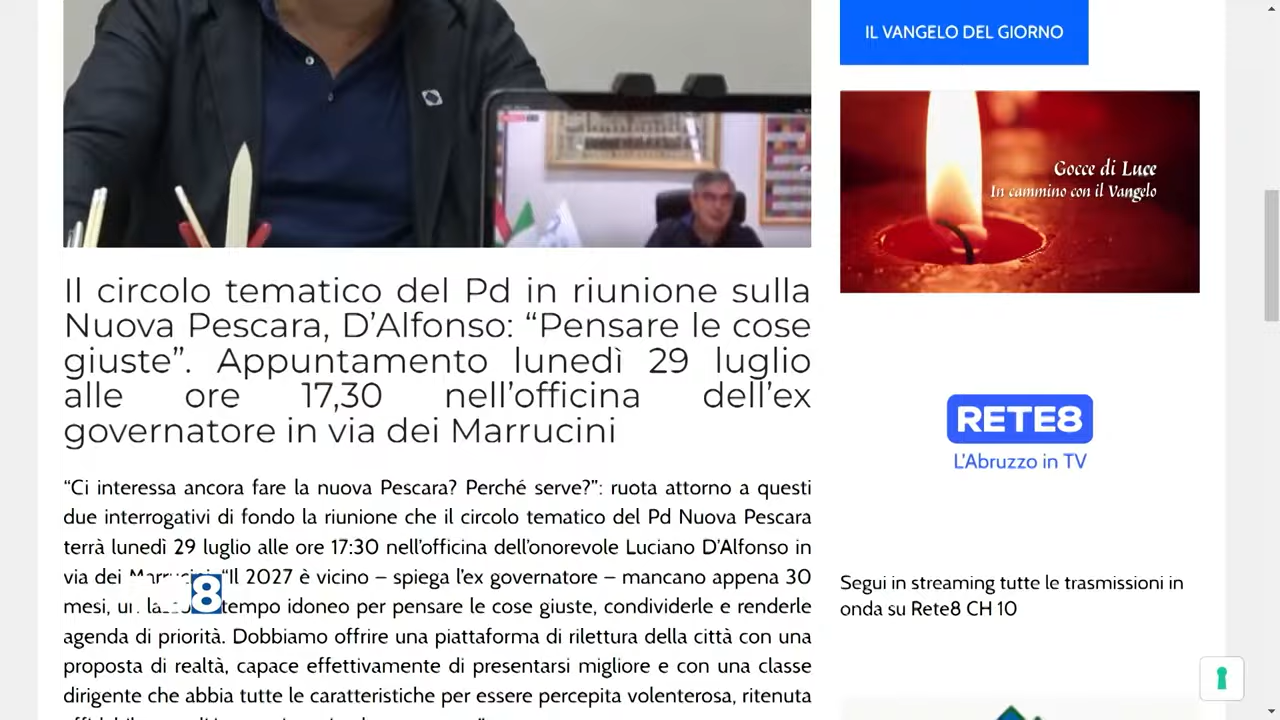 IL VANGELO DEL GIORNO
Gocce di Luce
In cammino con il Vangelo
Il circolo tematico del Pd in riunione sulla
Nuova Pescara, D’Alfonso: “Pensare le cose
giuste”. Appuntamento lunedì 29 luglio
alle ore 17,30 nell’officina dell’ex
governatore in via dei Marrucini
“Ci interessa ancora fare la nuova Pescara? Perché serve?”: ruota attorno a questi
due interrogativi di fondo la riunione che il circolo tematico del Pd Nuova Pescara
terrà lunedì 29 luglio alle ore 17:30 nell’officina dell’onorevole Luciano D’Alfonso in
via dei “Il 2027 è vicino – spiega l’ex governatore – mancano appena 30
mesi, tempo idoneo per pensare le cose giuste, condividerle e renderle
agenda di priorità. Dobbiamo offrire una piattaforma di rilettura della città con una
proposta di realtà, capace effettivamente di presentarsi migliore e con una classe
dirigente che abbia tutte le caratteristiche per essere percepita volenterosa, ritenuta
8
RETE8
L’Abruzzo in TV
Segui in streaming tutte le trasmissioni in
onda su Rete8 CH 10